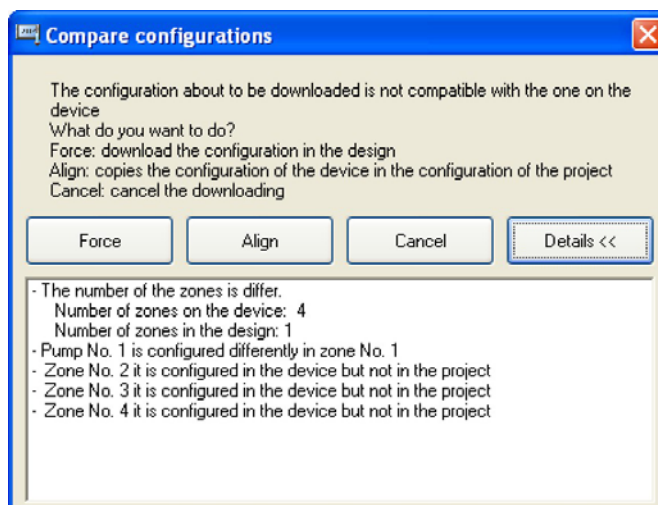 Compare configurations
The configuration about to be downloaded is not compatible with the one on the
device
What do you want to do?
Force: download the configuration in the design
Align: copies the configuration of the device in the configuration of the project
Cancel: cancel the downloading
Force Align Cancel Details <<
- The number of the zones is differ.
Number of zones on the device: 4
Number of zones in the design: 1
- Pump No. 1 is configured differently in zone No. 1
- Zone No. 2 it is configured in the device but not in the project
- Zone No. 3 it is configured in the device but not in the project
- Zone No. 4 it is configured in the device but not in the project